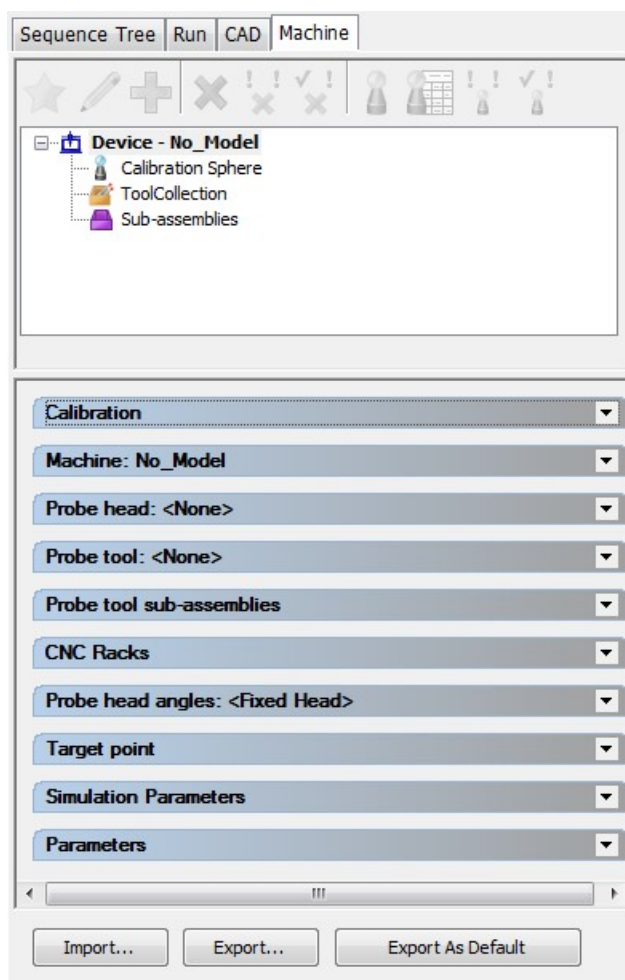 Sequence Tree Run CAD Machine
Device - No_Model
Calibration Sphere
ToolCollection
Sub-assemblies
Calibration
Machine: No_Model
Probe head: <None>
Probe tool: <None>
Probe tool sub-assemblies
CNC Racks
Probe head angles: <Fixed Head>
Target point
Simulation Parameters
Parameters
Import... Export... Export As Default